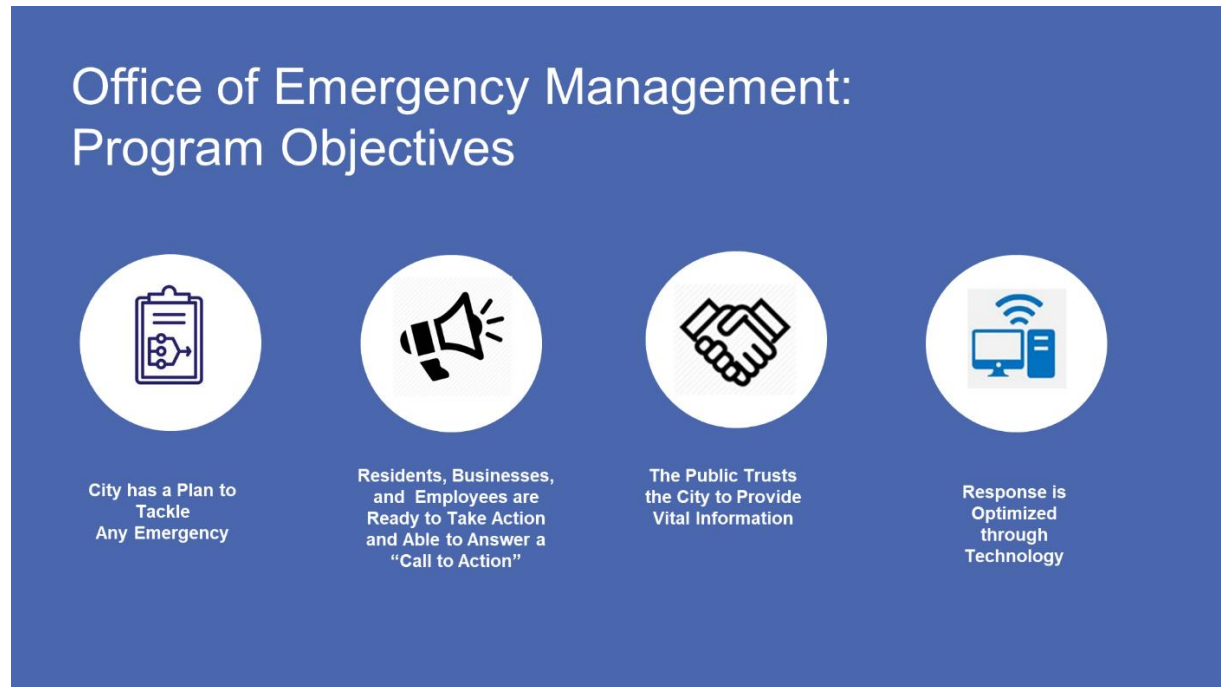 Office of Emergency Management:
Program Objectives
City has a Plan to
Tackle
Any Emergency
Residents, Businesses,
and Employees are
Ready to Take Action
and Able to Answer a
“Call to Action”
The Public Trusts
the City to Provide
Vital Information
Response is
Optimized
through
Technology